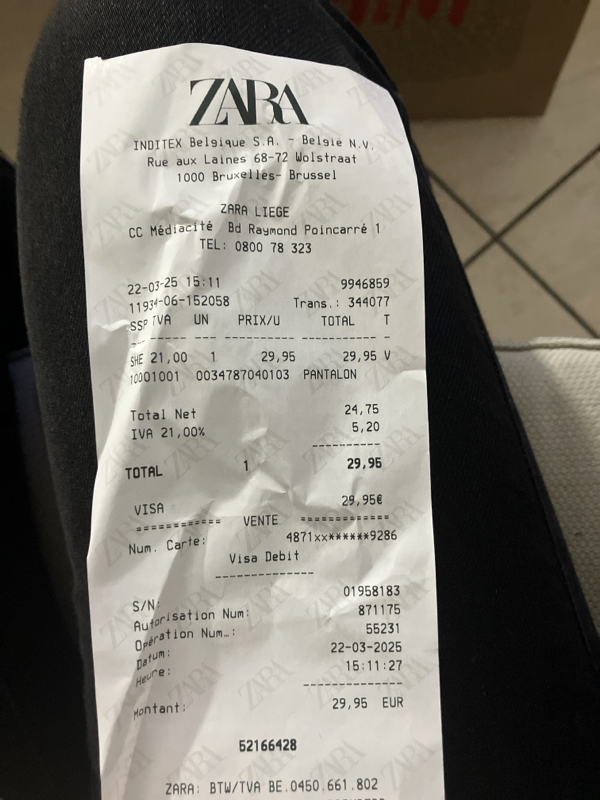 ZARA
INDITEX Belgique S.A. - België N.V.
Rue aux Laines 68-72 Wolstraat
1000 Bruxelles- Brussel
ZARA LIEGE
CC Médiacité Bd Raymond Poincarré 1
TEL: 0800 78 323
22-03-25 15:11 9946859
11934-06-152058 Trans.: 344077
SSP TVA UN PRIX/U TOTAL T
--- ----- ---- ---------- ----------- -
SHE 21,00 1 29,95 29,95 V
10001001 0034787040103 PANTALON
Total Net 24,75
IVA 21,00% 5,20
----------
TOTAL 1 29,95
VISA 29,95€
============ VENTE =============
Num. Carte: 4871xx******9286
Visa Debit
-------------
S/N: 01958183
Autorisation Num: 871175
Opération Num…: 55231
Datum: 22-03-2025
Heure: 15:11:27
-------------
Montant: 29,95 EUR
52166428
ZARA: BTW/TVA BE.0450.661.802